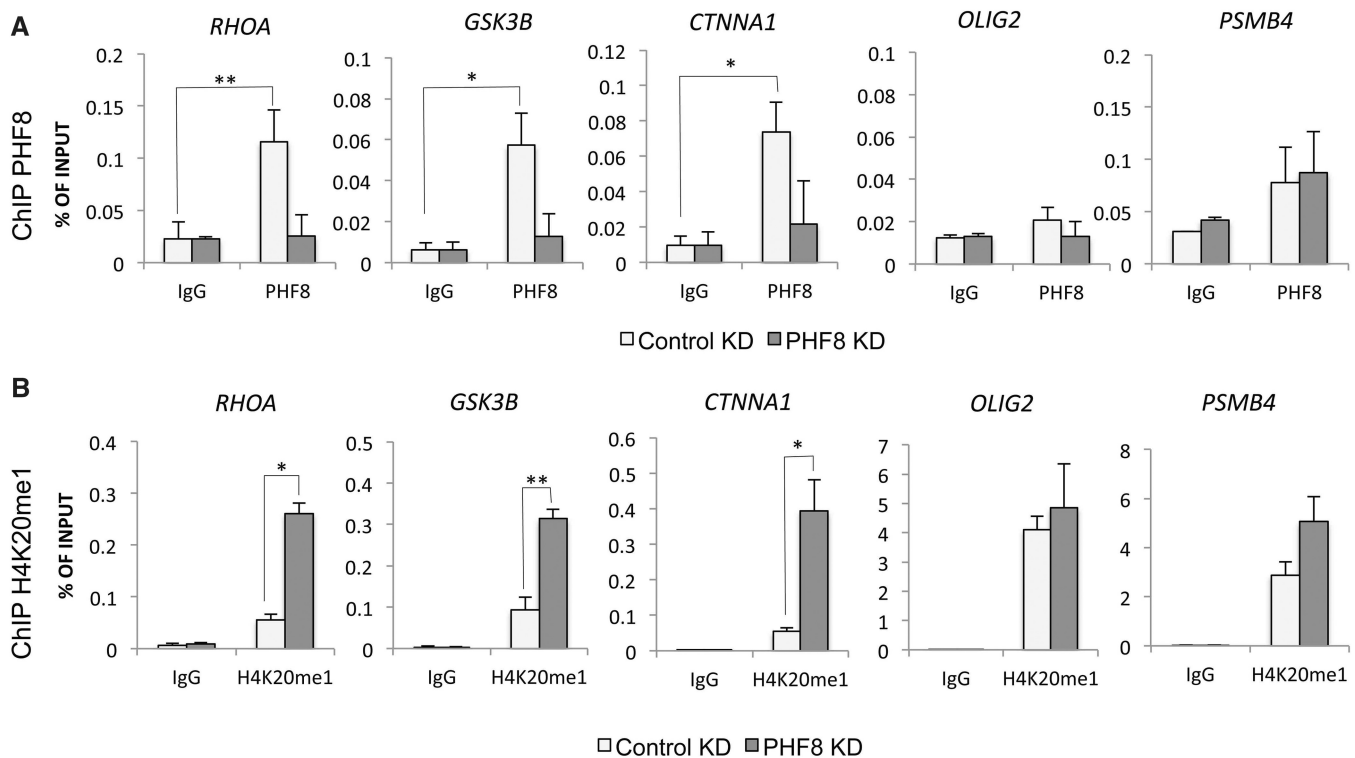 A
RHOA
GSK3B
CTNNA1
OLIG2
PSMB4
ChIP PHF8
% OF INPUT
0.2
0.15
0.1
0.05
0
**
IgG PHF8
0.1
0.08
0.06
0.04
0.02
0
*
IgG PHF8
0.12
0.10
0.08
0.06
0.04
0.02
0
*
IgG PHF8
0.1
0.08
0.06
0.04
0.02
0
IgG PHF8
0.2
0.15
0.1
0.05
0
IgG PHF8
Control KD PHF8 KD
B
RHOA
GSK3B
CTNNA1
OLIG2
PSMB4
ChIP H4K20me1
% OF INPUT
0.4
0.3
0.2
0.1
0
*
IgG H4K20me1
0.5
0.4
0.3
0.2
0.1
0
**
IgG H4K20me1
0.6
0.5
0.4
0.3
0.2
0.1
0
*
IgG H4K20me1
7
6
5
4
3
2
1
0
IgG H4K20me1
8
6
4
2
0
IgG H4K20me1
Control KD PHF8 KD